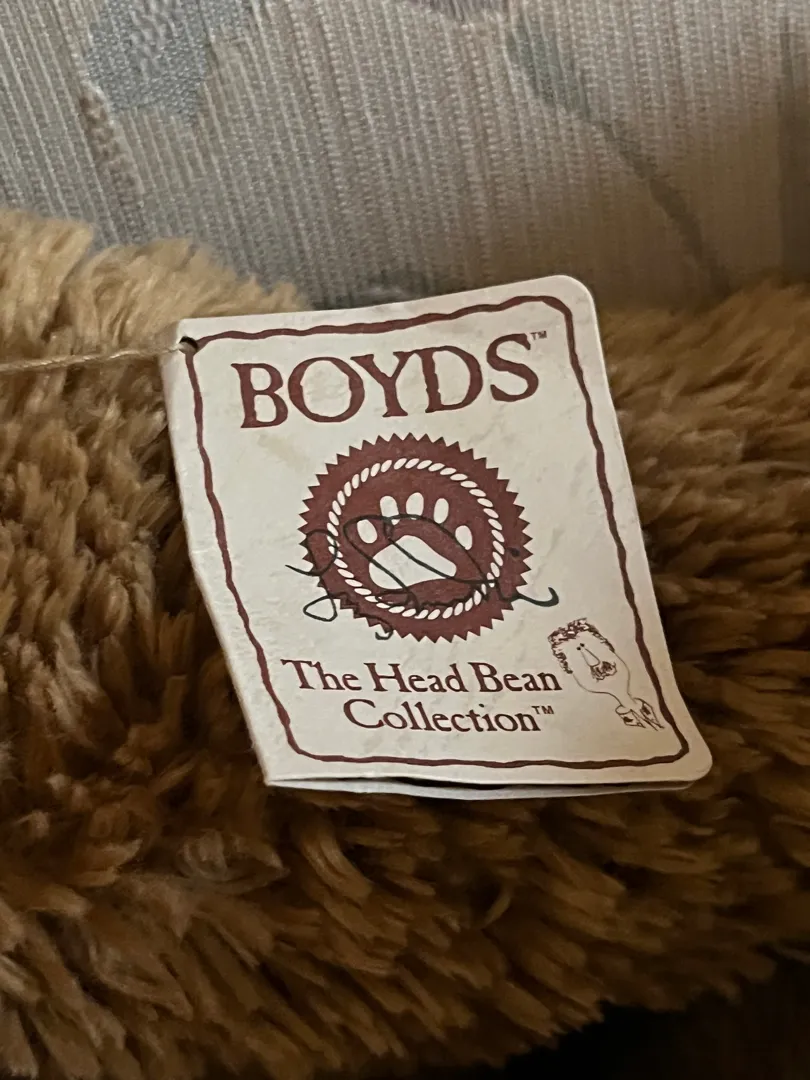 BOYDS™
The Head Bean
Collection™